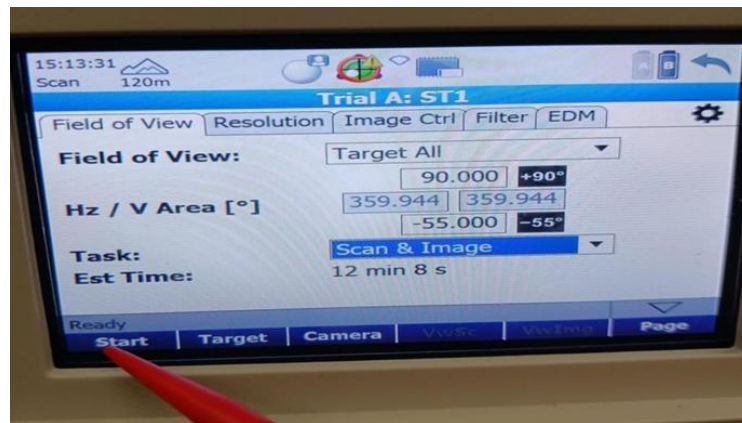 15:13:31
Scan 120m
B
Trial A: ST1
Field of View Resolution Image Ctrl Filter EDM
Field of View: Target All
90.000 +90°
Hz / V Area [°] 359.944 359.944
-55.000 -55°
Task: Scan & Image
Est Time: 12 min 8 s
Ready
Start Target Camera VwSc VwImg Page